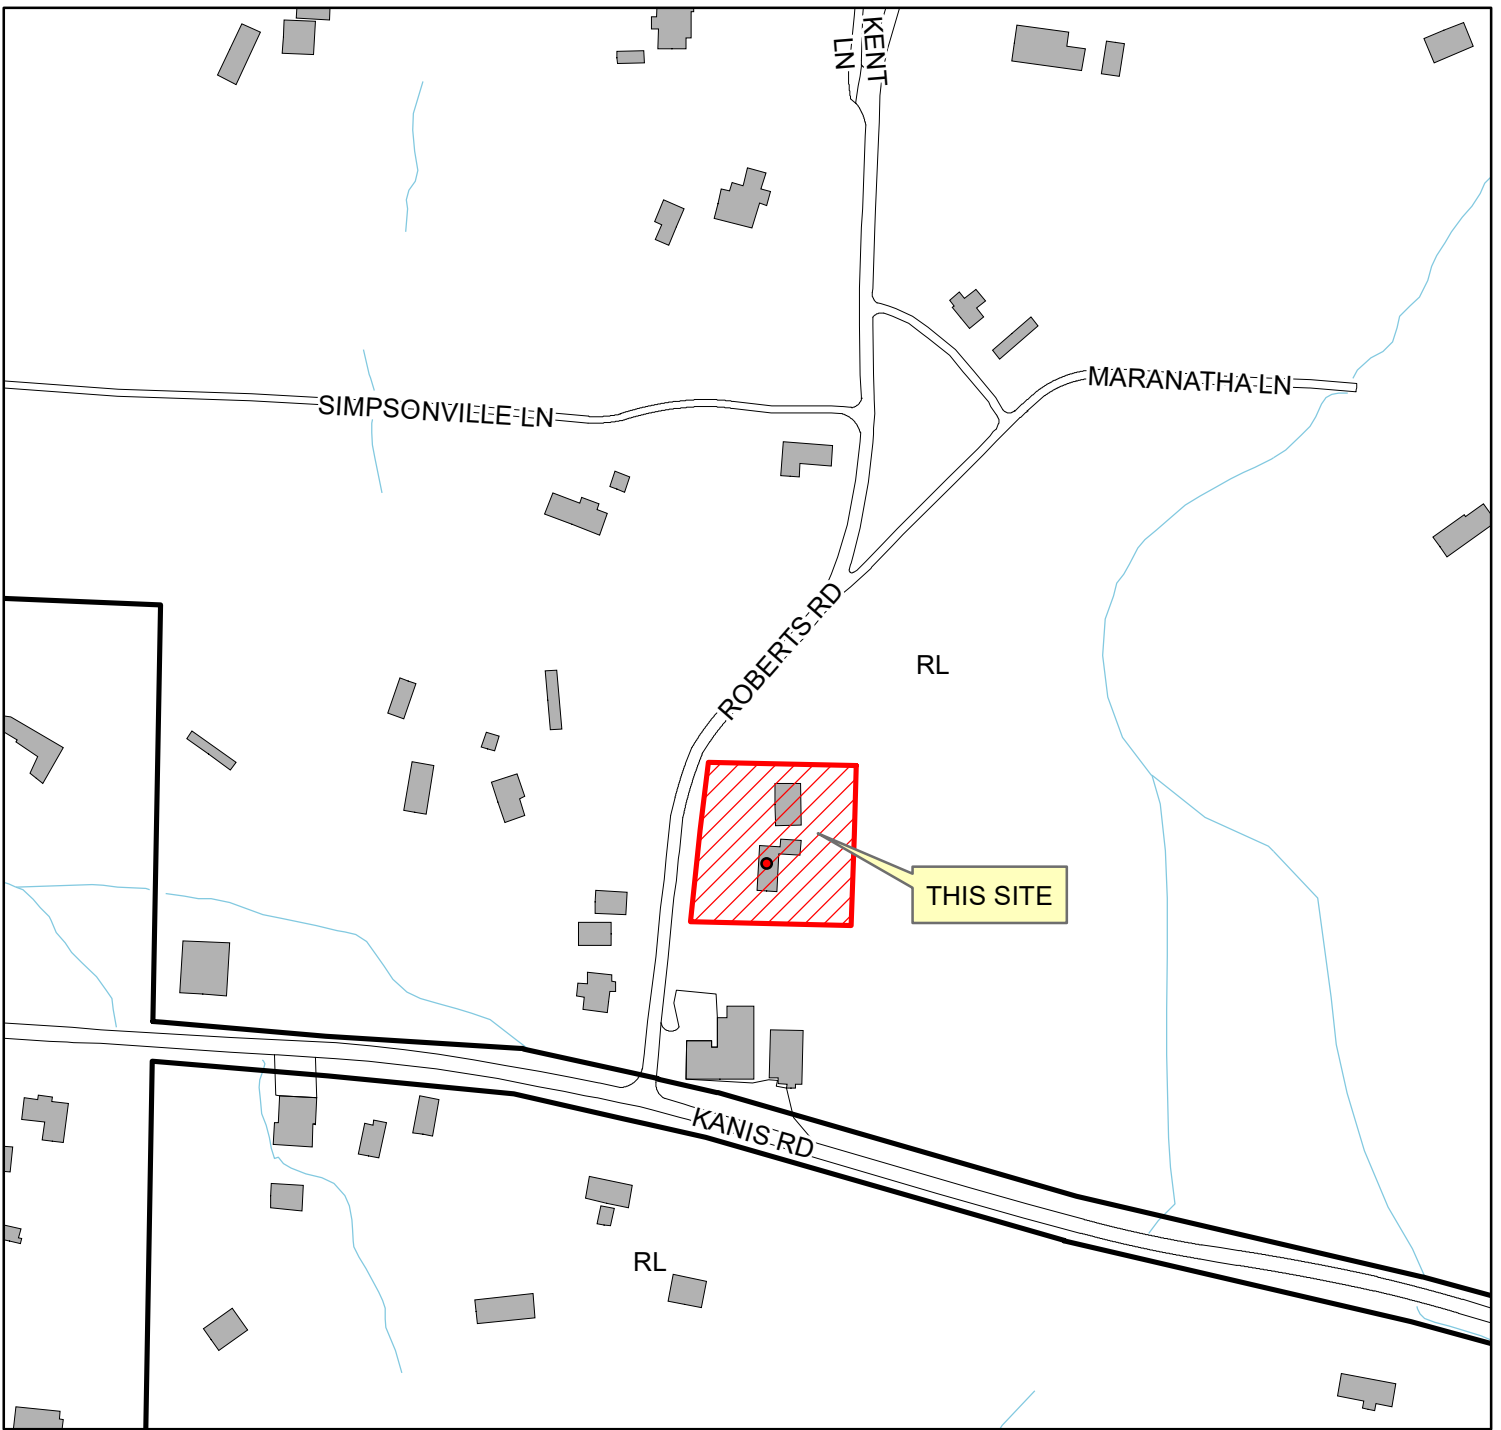 KENT
LN
MARANATHA LN
SIMPSONVILLE LN
ROBERTS RD
RL
THIS SITE
KANIS RD
RL